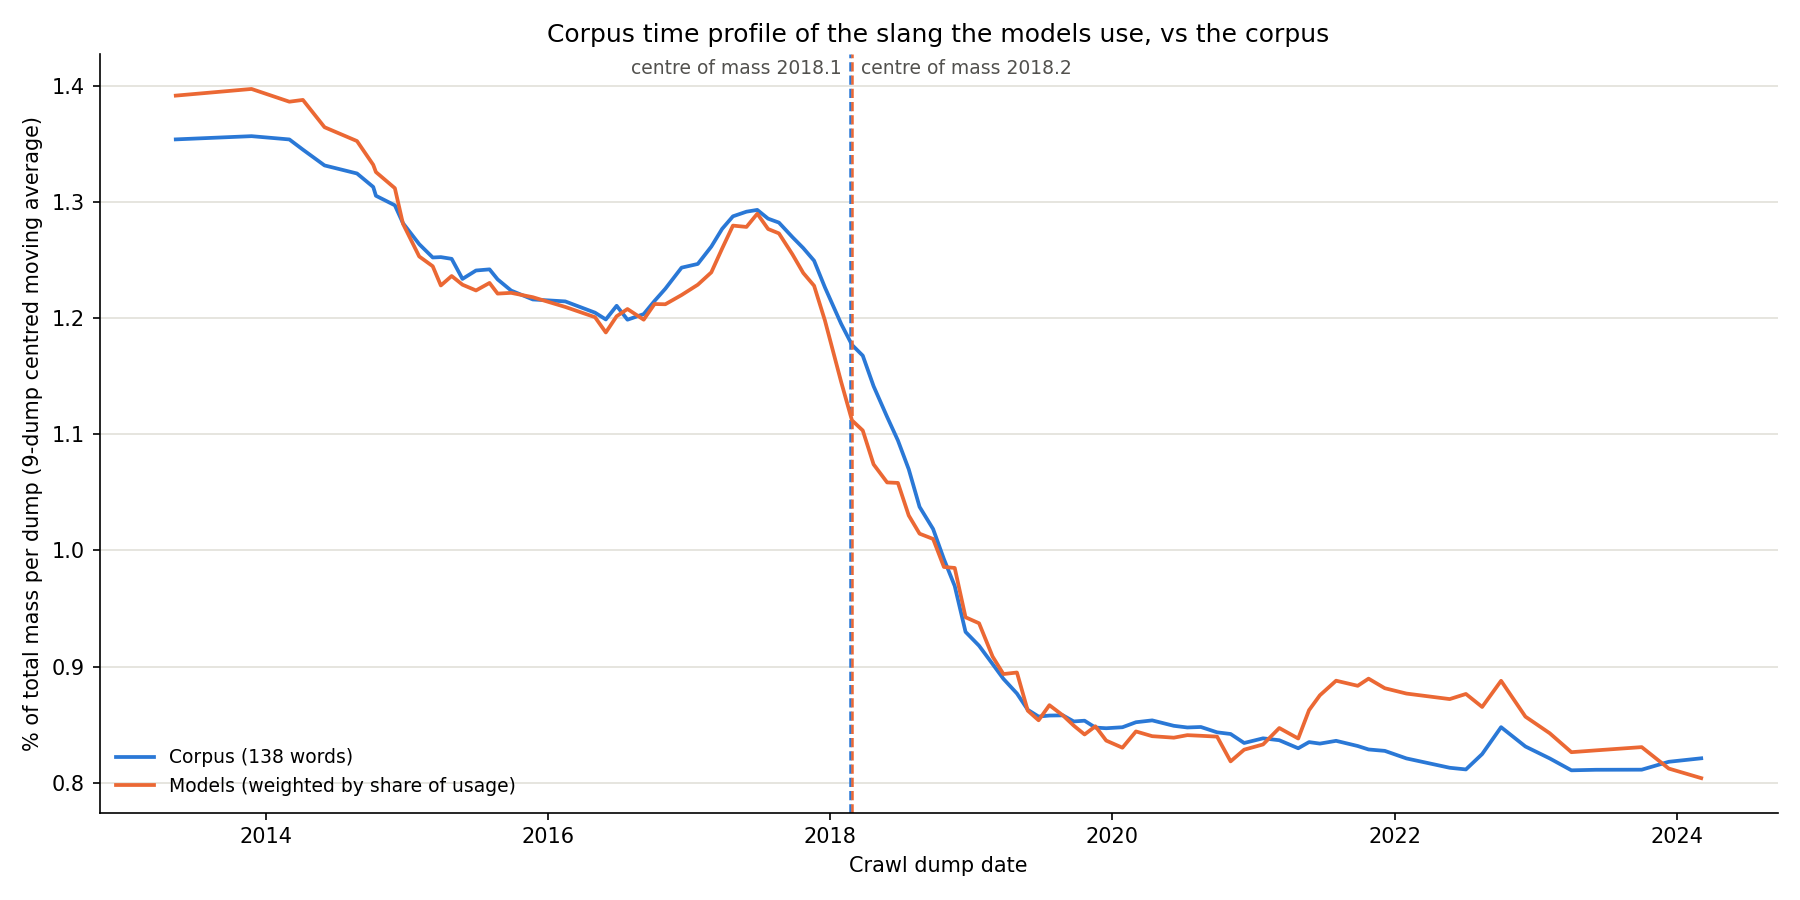 Corpus time profile of the slang the models use, vs the corpus
centre of mass 2018.1
centre of mass 2018.2
% of total mass per dump (9-dump centred moving average)
1.4
1.3
1.2
1.1
1.0
0.9
0.8
Corpus (138 words)
Models (weighted by share of usage)
2014
2016
2018
2020
2022
2024
Crawl dump date